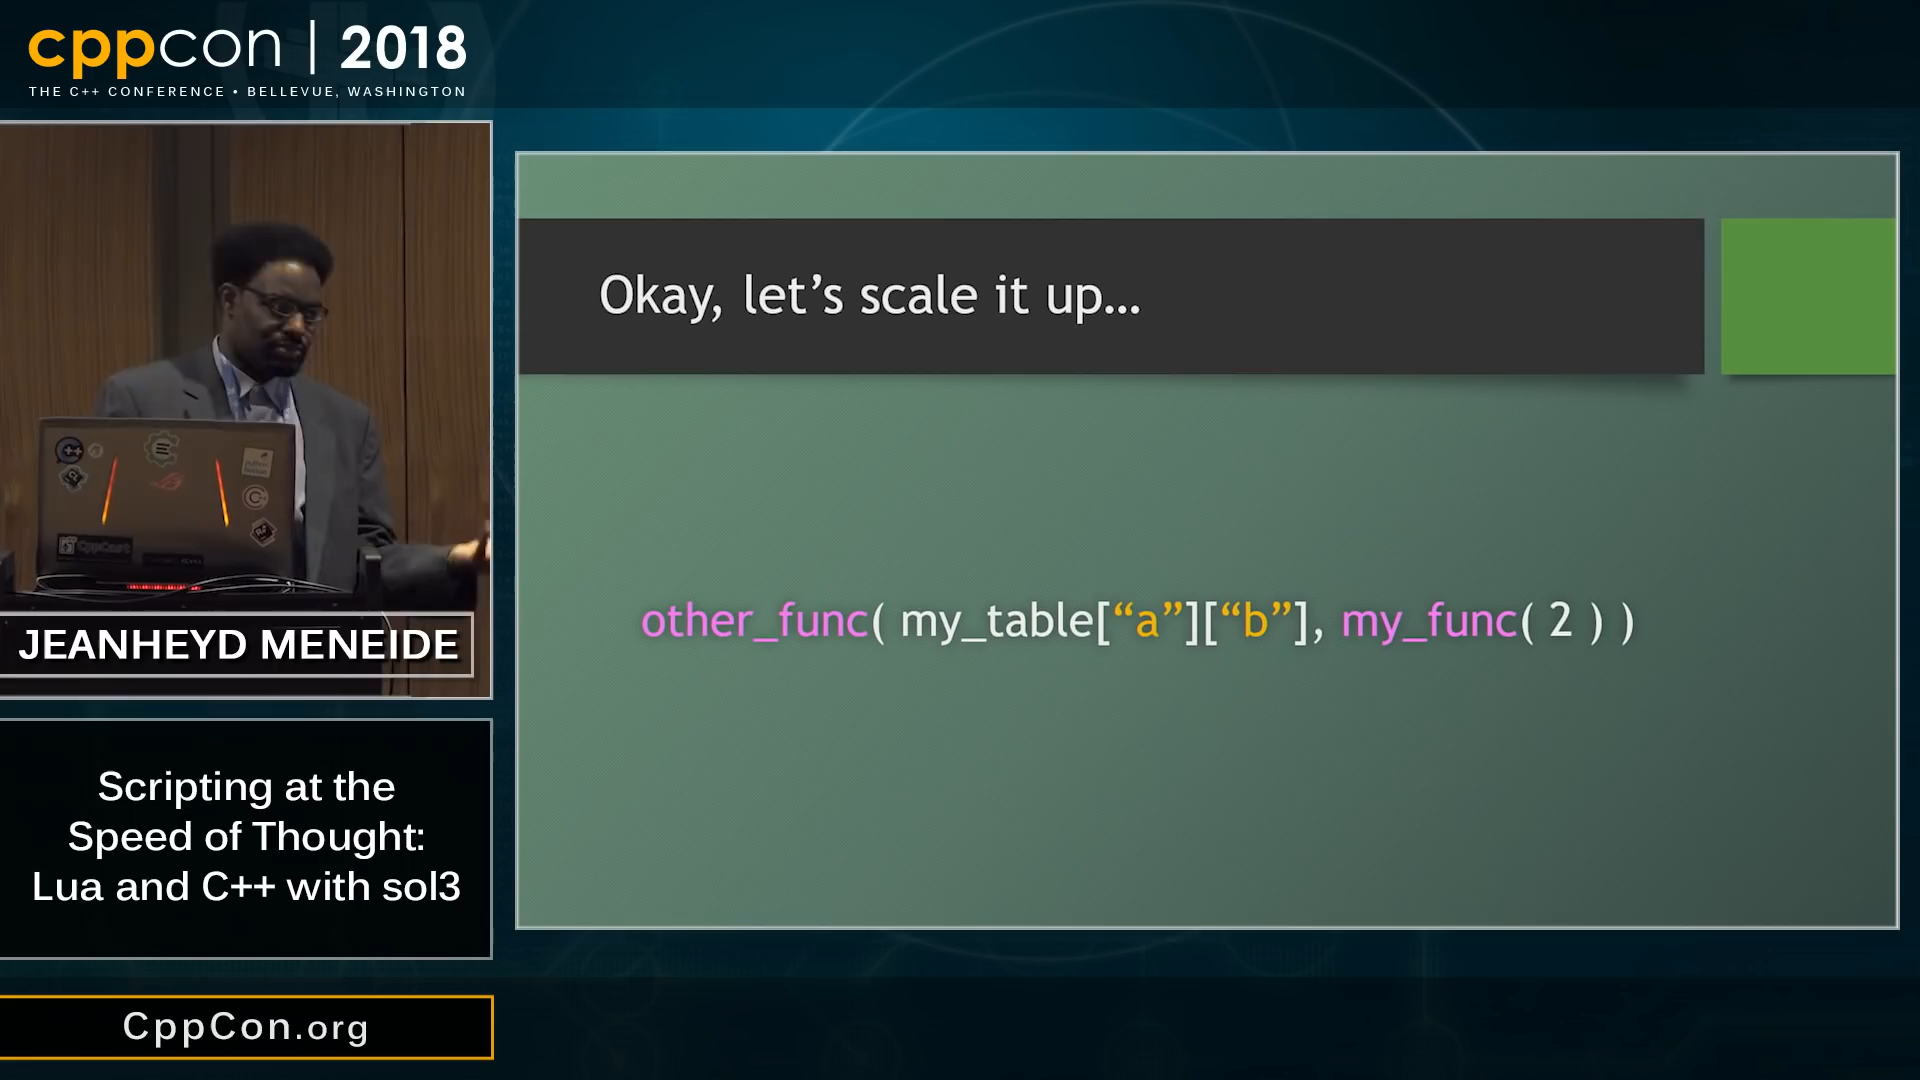 cppcon | 2018
THE C++ CONFERENCE • BELLEVUE, WASHINGTON
Okay, let’s scale it up…
other_func( my_table[“a”][“b”], my_func( 2 ) )
CppCast
JEANHEYD MENEIDE
Scripting at the
Speed of Thought:
Lua and C++ with sol3
CppCon.org